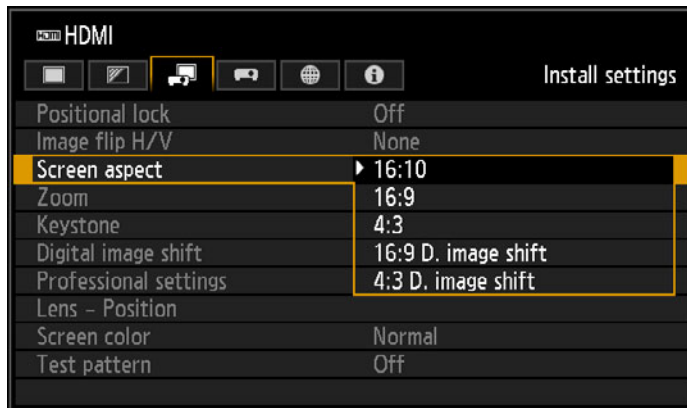 HDMI HDMI
Install settings
Positional lock Off
Image flip H/V None
Screen aspect 16:10
Zoom 16:9
Keystone 4:3
Digital image shift 16:9 D. image shift
Professional settings 4:3 D. image shift
Lens – Position
Screen color Normal
Test pattern Off